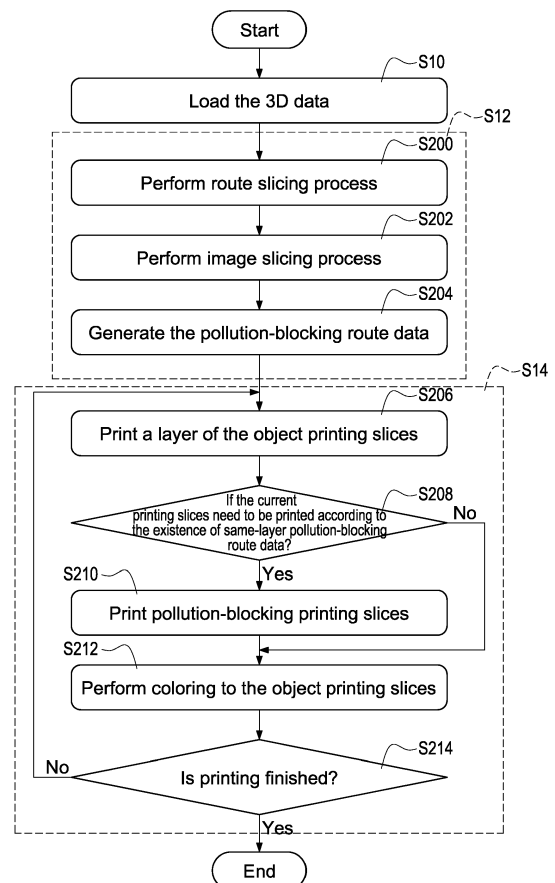 Start
S10
Load the 3D data
S12
S200
Perform route slicing process
S202
Perform image slicing process
S204
Generate the pollution-blocking route data
S14
S206
Print a layer of the object printing slices
S208
If the current
printing slices need to be printed according to
the existence of same-layer pollution-blocking
route data?
No
Yes
S210
Print pollution-blocking printing slices
S212
Perform coloring to the object printing slices
S214
Is printing finished?
No
Yes
End